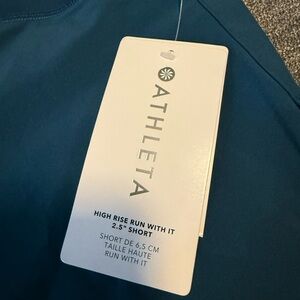 ATHLETA
HIGH RISE RUN WITH IT
2.5" SHORT
SHORT DE 6,5 CM
TAILLE HAUTE
RUN WITH IT